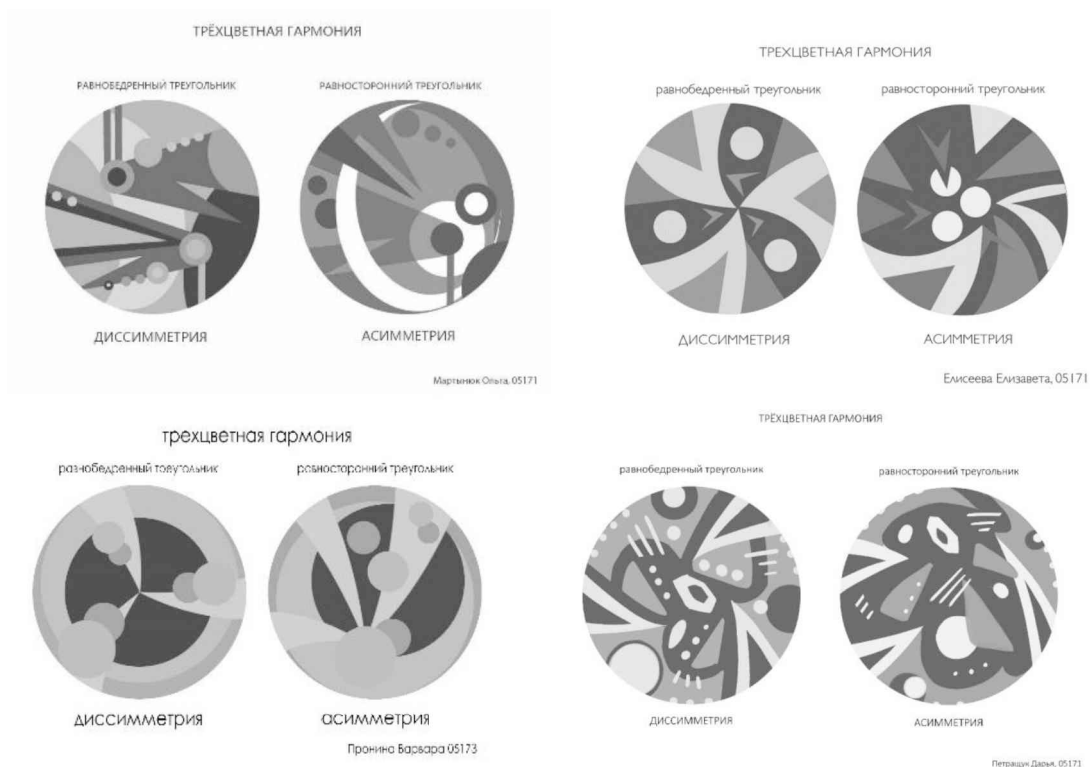 ТРЁХЦВЕТНАЯ ГАРМОНИЯ
РАВНОБЕДРЕННЫЙ ТРЕУГОЛЬНИК
РАВНОСТОРОННИЙ ТРЕУГОЛЬНИК
ДИССИММЕТРИЯ
АСИММЕТРИЯ
Мартынюк Ольга, 05171
ТРЕХЦВЕТНАЯ ГАРМОНИЯ
равнобедренный треугольник
равносторонний треугольник
ДИССИММЕТРИЯ
АСИММЕТРИЯ
Елисеева Елизавета, 05171
трехцветная гармония
равнобедренный треугольник
равносторонний треугольник
диссимметрия
асимметрия
Пронина Варвара 05173
ТРЁХЦВЕТНАЯ ГАРМОНИЯ
равнобедренный треугольник
равносторонний треугольник
ДИССИММЕТРИЯ
АСИММЕТРИЯ
Петращук Дарья, 05171